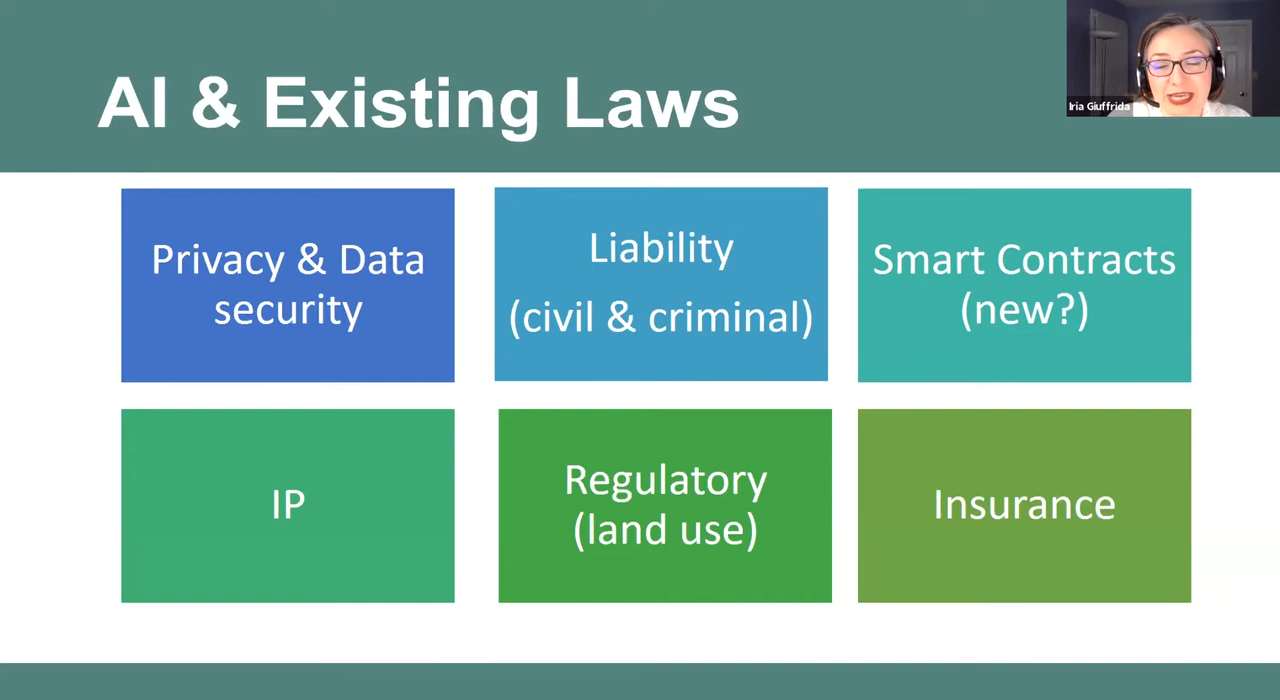 AI & Existing Laws
Iria Giuffrida
Privacy & Data
security
Liability
(civil & criminal)
Smart Contracts
(new?)
IP
Regulatory
(land use)
Insurance